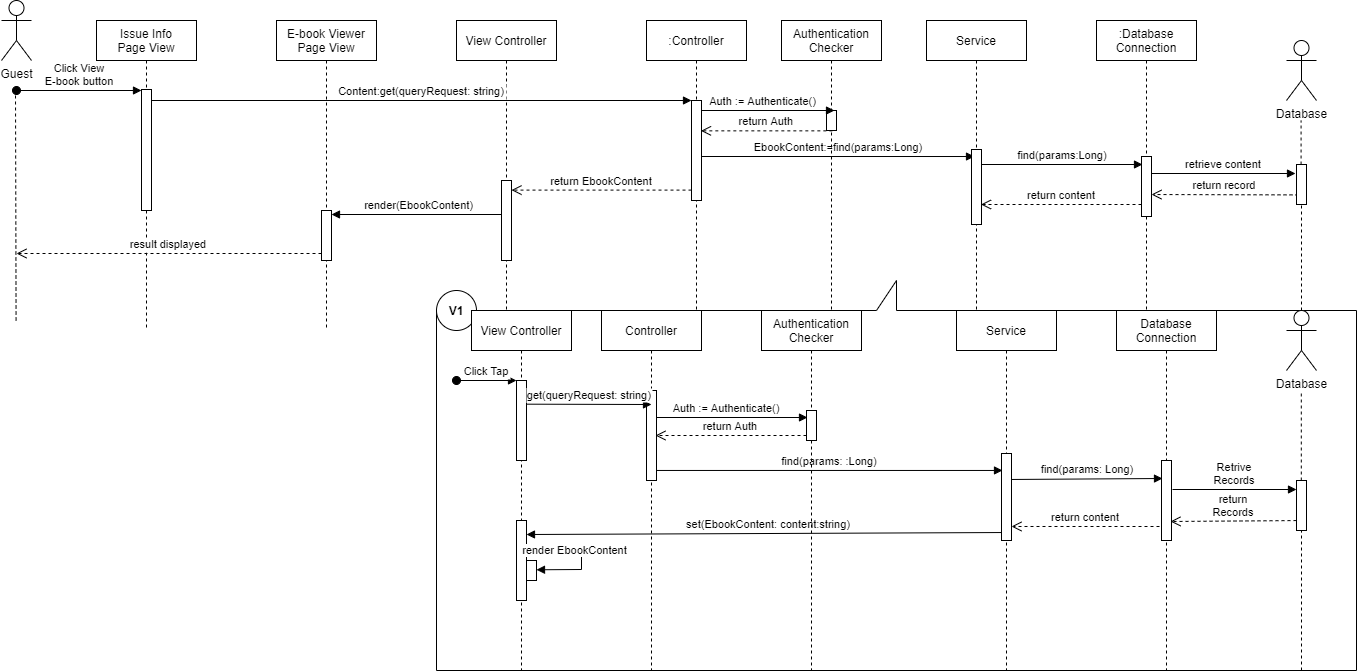 Issue Info
Page View
E-book Viewer
Page View
View Controller
:Controller
Authentication
Checker
Service
:Database
Connection
Guest
Database
Click View
E-book button
Content:get(queryRequest: string)
Auth := Authenticate()
return Auth
EbookContent:=find(params:Long)
find(params:Long)
retrieve content
return record
return content
return EbookContent
render(EbookContent)
result displayed
V1
View Controller
Controller
Authentication
Checker
Service
Database
Connection
Database
Click Tap
get(queryRequest: string)
Auth := Authenticate()
return Auth
find(params: :Long)
find(params: Long)
Retrive
Records
return
Records
return content
set(EbookContent: content:string)
render EbookContent